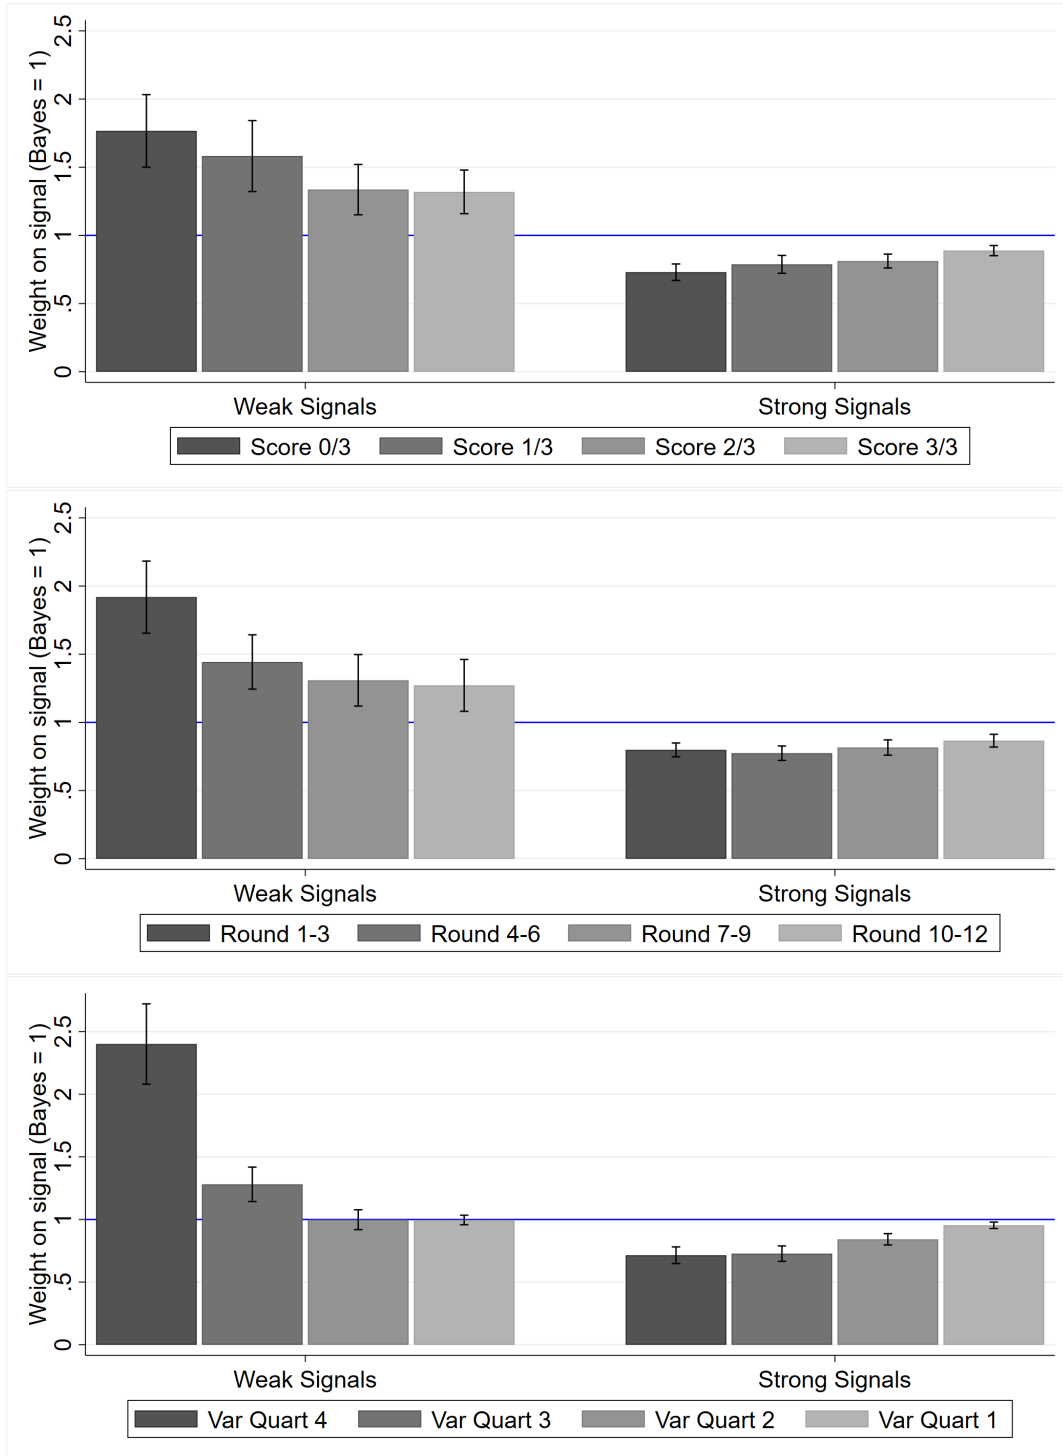 Weight on signal (Bayes = 1)
2.5
2
1.5
1
.5
0
Weak Signals Strong Signals
Score 0/3 Score 1/3 Score 2/3 Score 3/3
Weight on signal (Bayes = 1)
2.5
2
1.5
1
.5
0
Weak Signals Strong Signals
Round 1-3 Round 4-6 Round 7-9 Round 10-12
Weight on signal (Bayes = 1)
2.5
2
1.5
1
.5
0
Weak Signals Strong Signals
Var Quart 4 Var Quart 3 Var Quart 2 Var Quart 1